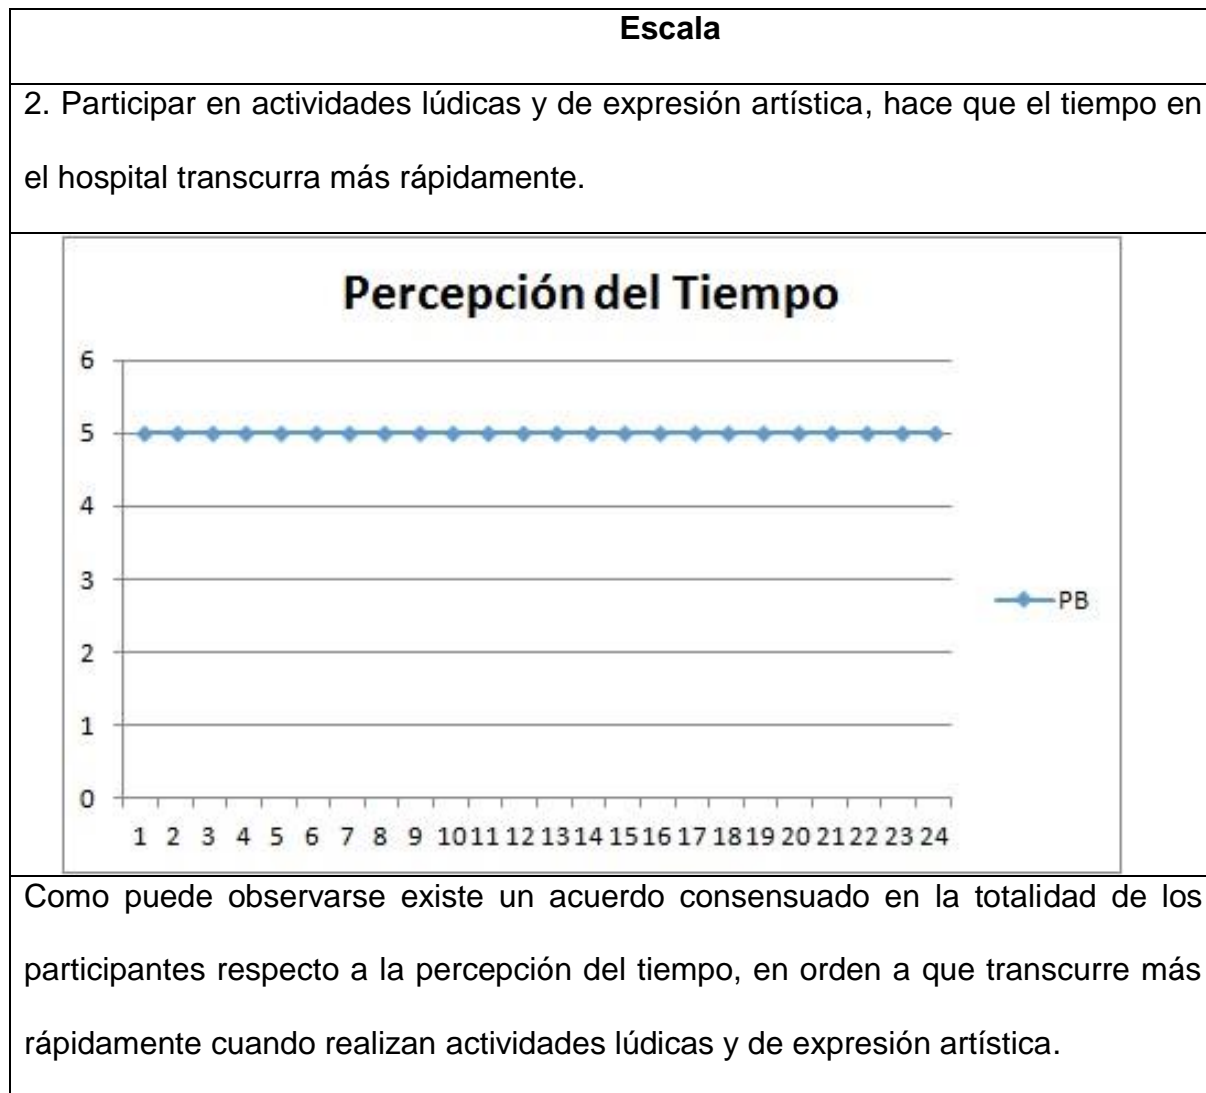 Escala
2. Participar en actividades lúdicas y de expresión artística, hace que el tiempo en
el hospital transcurra más rápidamente.
Percepción del Tiempo
6
5
4
3
2
1
0
PB
1 2 3 4 5 6 7 8 9 10 11 12 13 14 15 16 17 18 19 20 21 22 23 24
Como puede observarse existe un acuerdo consensuado en la totalidad de los
participantes respecto a la percepción del tiempo, en orden a que transcurre más
rápidamente cuando realizan actividades lúdicas y de expresión artística.